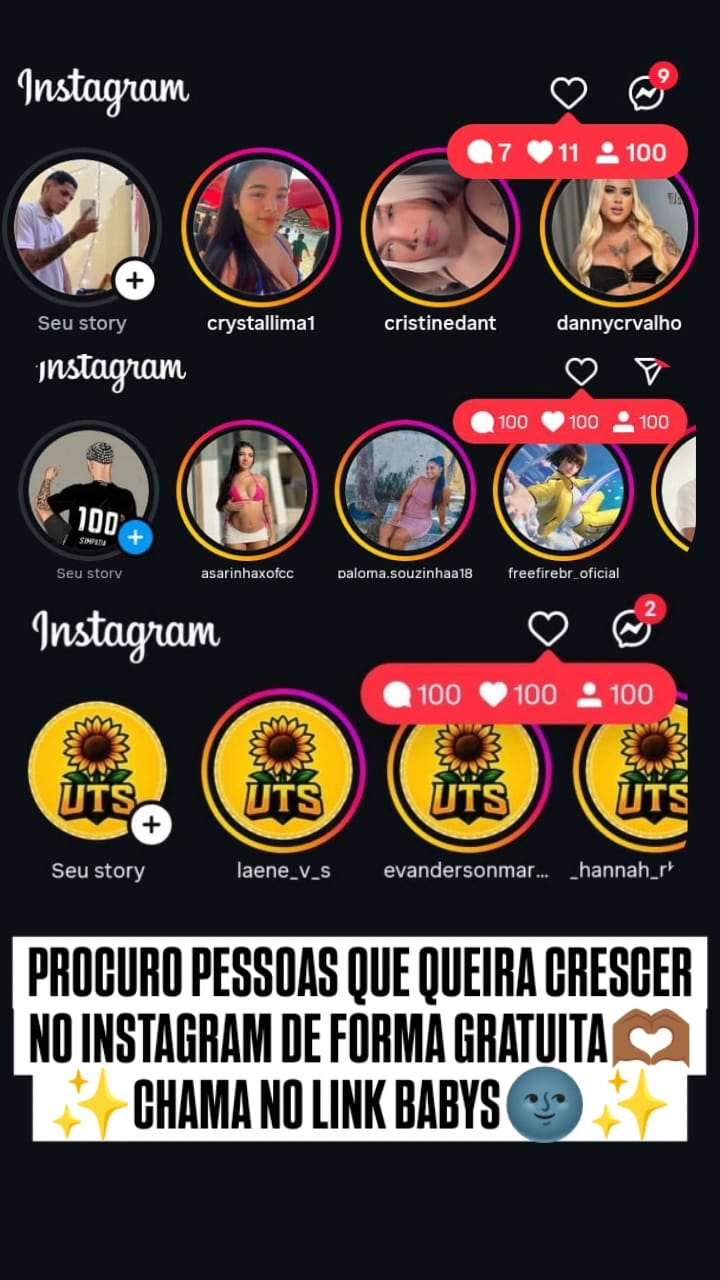 Instagram
9
7 11 100
Seu story
crystallima1
cristinedant
dannycrvalho
Instagram
100 100 100
100
SIMPATIA
Seu story
asarinhaxofcc
paloma.souzinhaa18
freefirebr_oficial
Instagram
2
100 100 100
UTS
UTS
UTS
UTS
Seu story
laene_v_s
evandersonmar...
PROCURO PESSOAS QUE QUEIRA CRESCER
NO INSTAGRAM DE FORMA GRATUITA🫶🏾
✨CHAMA NO LINK BABYS🌚✨